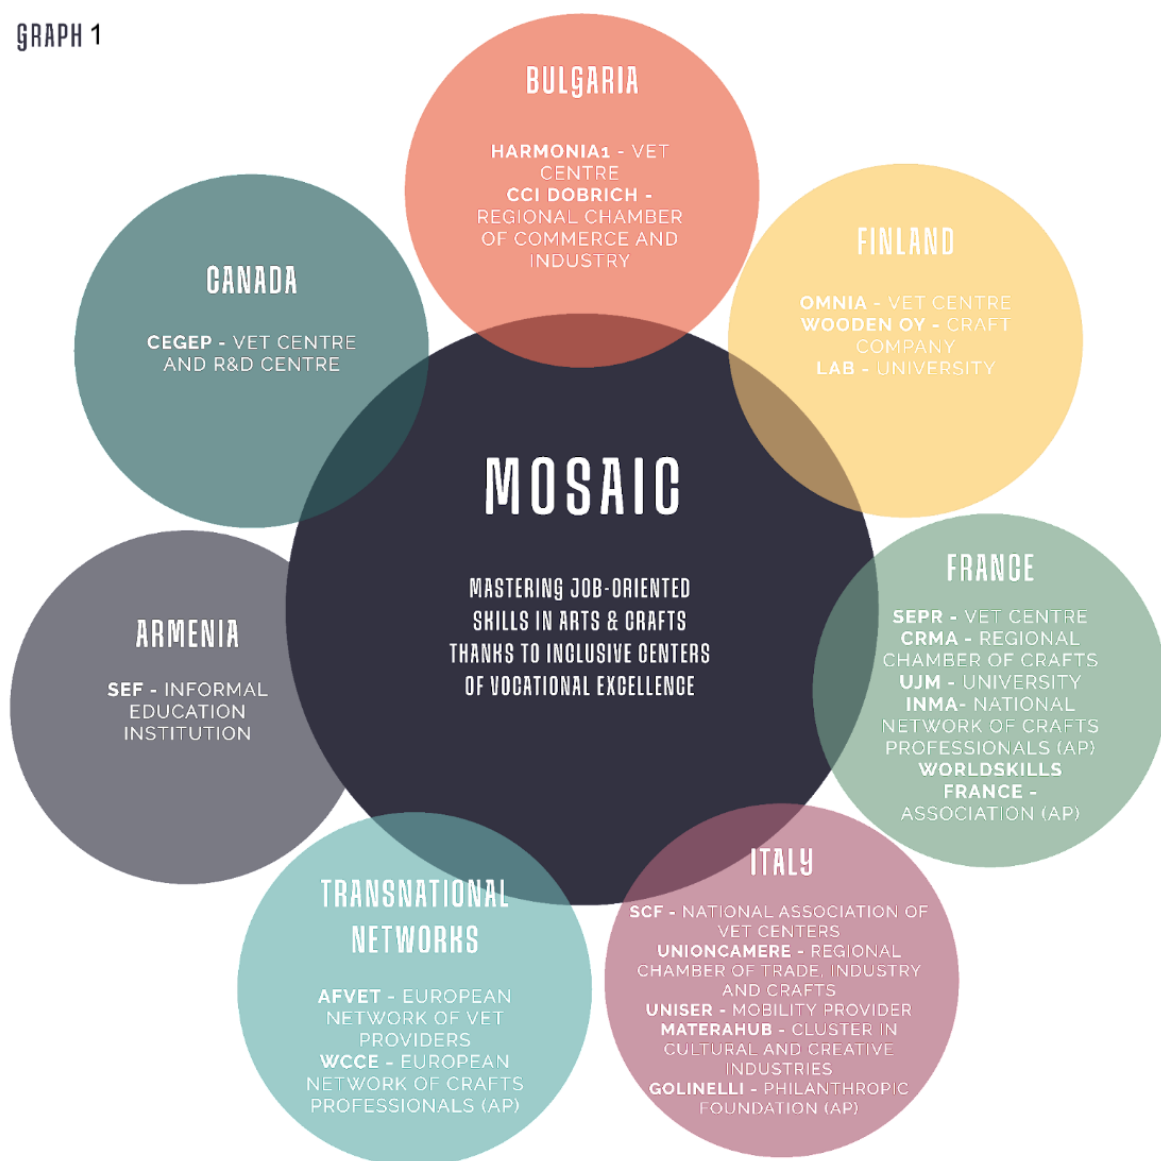 GRAPH 1
BULGARIA
HARMONIA1 - VET
CENTRE
CCI DOBRICH -
REGIONAL CHAMBER
OF COMMERCE AND
INDUSTRY
FINLAND
OMNIA - VET CENTRE
WOODEN OY - CRAFT
COMPANY
LAB - UNIVERSITY
CANADA
CEGEP - VET CENTRE
AND R&D CENTRE
MOSAIC
MASTERING JOB-ORIENTED
SKILLS IN ARTS & CRAFTS
THANKS TO INCLUSIVE CENTERS
OF VOCATIONAL EXCELLENCE
FRANCE
SEPR - VET CENTRE
CRMA - REGIONAL
CHAMBER OF CRAFTS
UJM - UNIVERSITY
INMA- NATIONAL
NETWORK OF CRAFTS
PROFESSIONALS (AP)
WORLDSKILLS
FRANCE -
ASSOCIATION (AP)
ARMENIA
SEF - INFORMAL
EDUCATION
INSTITUTION
TRANSNATIONAL
NETWORKS
AFVET - EUROPEAN
NETWORK OF VET
PROVIDERS
WCCE - EUROPEAN
NETWORK OF CRAFTS
PROFESSIONALS (AP)
ITALY
SCF - NATIONAL ASSOCIATION OF
VET CENTERS
UNIONCAMERE - REGIONAL
CHAMBER OF TRADE, INDUSTRY
AND CRAFTS
UNISER - MOBILITY PROVIDER
MATERAHUB - CLUSTER IN
CULTURAL AND CREATIVE
INDUSTRIES
GOLINELLI - PHILANTHROPIC
FOUNDATION (AP)